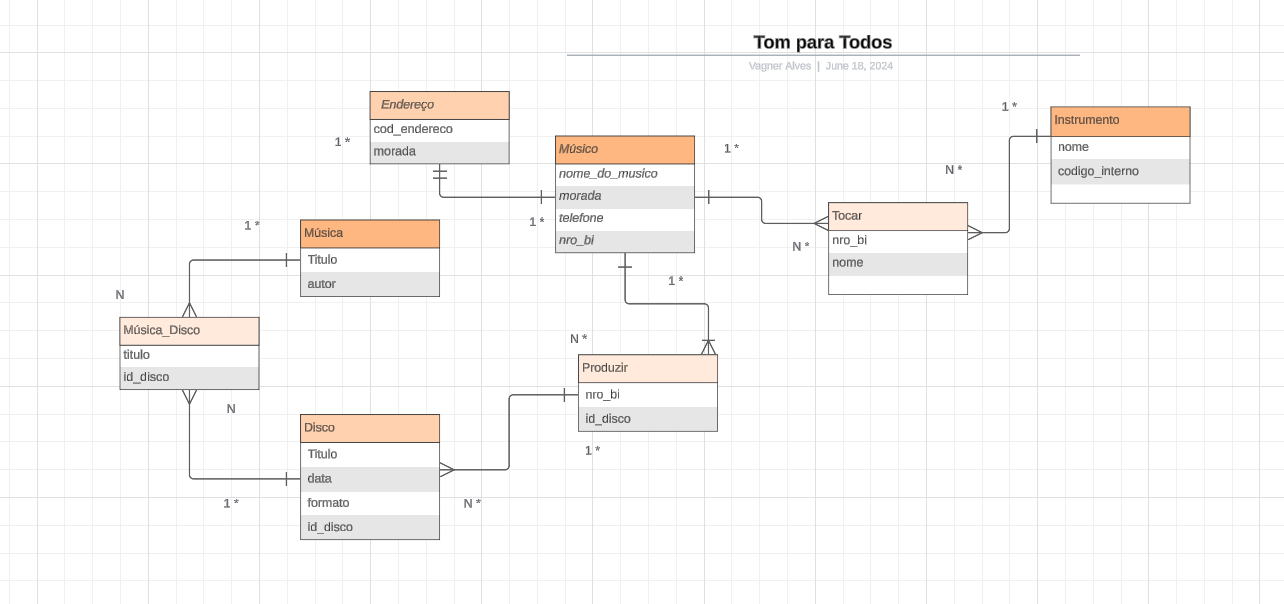 Tom para Todos
Vagner Alves | June 18, 2024
Endereço
cod_endereco
morada
1 *
Músico
nome_do_musico
morada
telefone
nro_bi
1 *
1 *
1 *
Instrumento
nome
codigo_interno
1 *
N *
Tocar
nro_bi
nome
N *
Música
Titulo
autor
1 *
N
Música_Disco
titulo
id_disco
N
1 *
N *
Produzir
nro_bi
id_disco
1 *
Disco
Titulo
data
formato
id_disco
N *